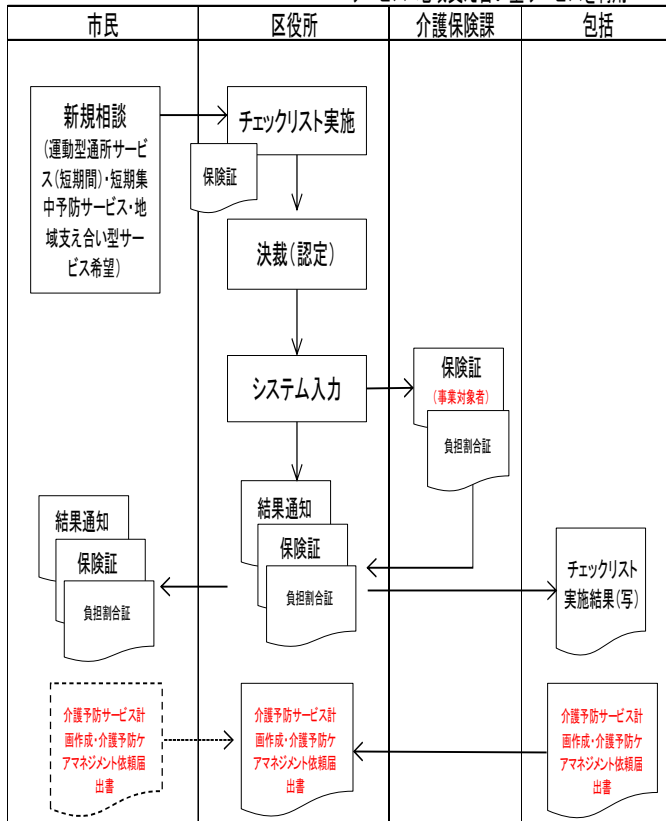 市民
区役所
介護保険課
包括
新規相談
(運動型通所サービ
ス(短期間)・短期集
中予防サービス・地
域支え合い型サー
ビス希望)
チェックリスト実施
保険証
決裁(認定)
システム入力
保険証
(事業対象者)
負担割合証
結果通知
保険証
負担割合証
結果通知
保険証
負担割合証
チェックリスト
実施結果(写)
介護予防サービス計
画作成・介護予防ケ
アマネジメント依頼届
出書
介護予防サービス計
画作成・介護予防ケ
アマネジメント依頼届
出書
介護予防サービス計
画作成・介護予防ケ
アマネジメント依頼届
出書